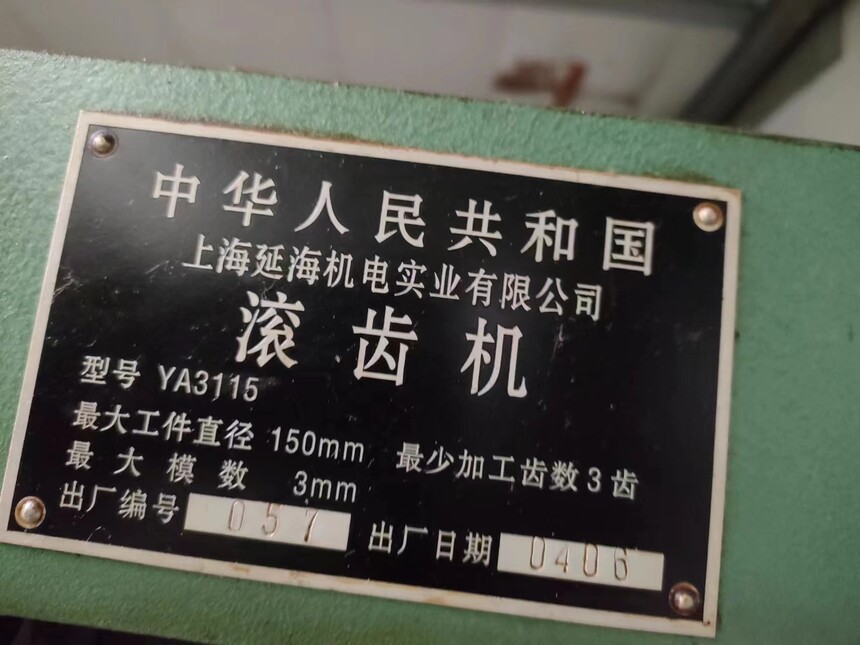 中华人民共和国
上海延海机电实业有限公司
滚齿机
型号 YA3115
最大工件直径 150mm 最少加工齿数3齿
最大模数 3mm
出厂编号 057 出厂日期 0406